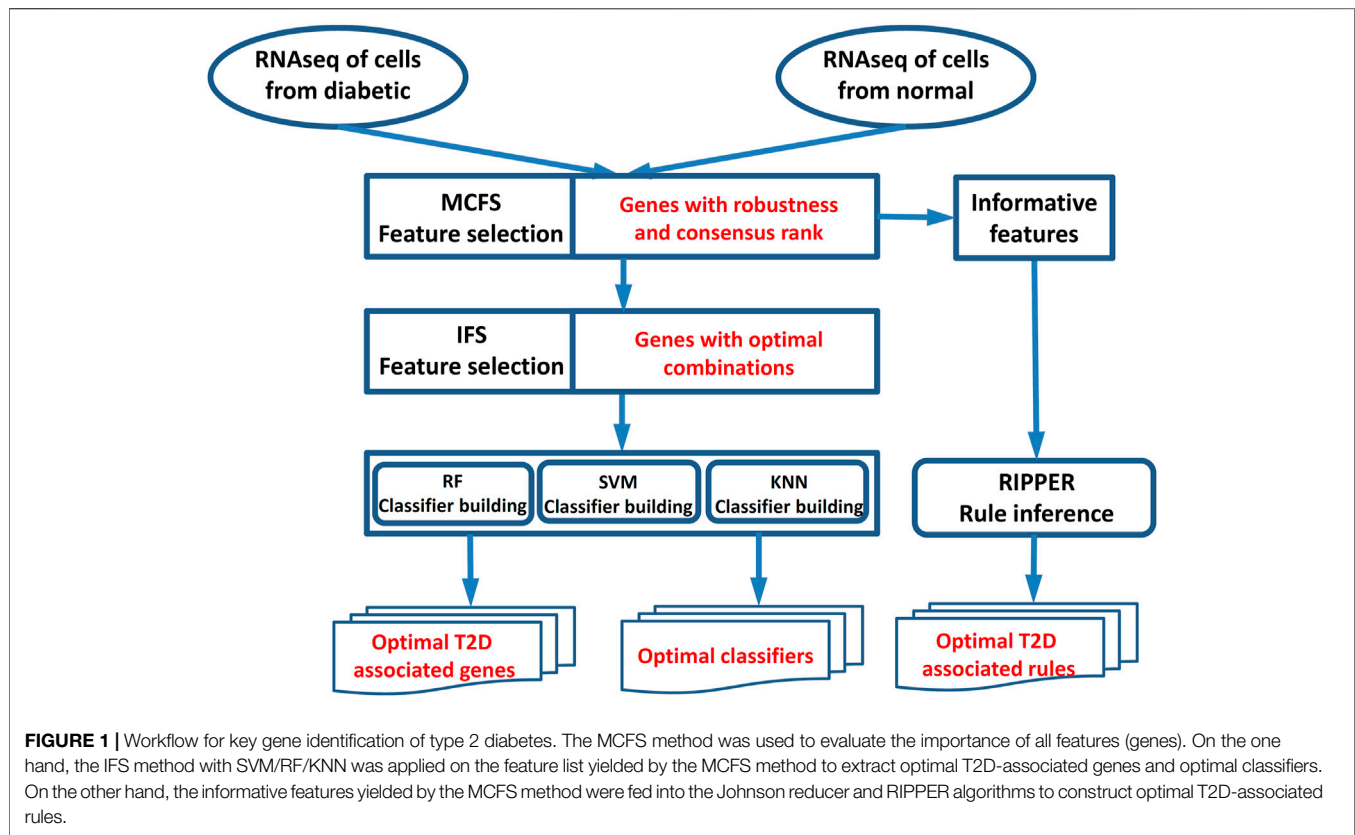 RNAseq of cells
from diabetic
RNAseq of cells
from normal
MCFS
Feature selection
Genes with robustness
and consensus rank
Informative
features
IFS
Feature selection
Genes with optimal
combinations
RF
Classifier building
SVM
Classifier building
KNN
Classifier building
RIPPER
Rule inference
Optimal T2D
associated genes
Optimal classifiers
Optimal T2D
associated rules
FIGURE 1 | Workflow for key gene identification of type 2 diabetes. The MCFS method was used to evaluate the importance of all features (genes). On the one
hand, the IFS method with SVM/RF/KNN was applied on the feature list yielded by the MCFS method to extract optimal T2D-associated genes and optimal classifiers.
On the other hand, the informative features yielded by the MCFS method were fed into the Johnson reducer and RIPPER algorithms to construct optimal T2D-associated
rules.